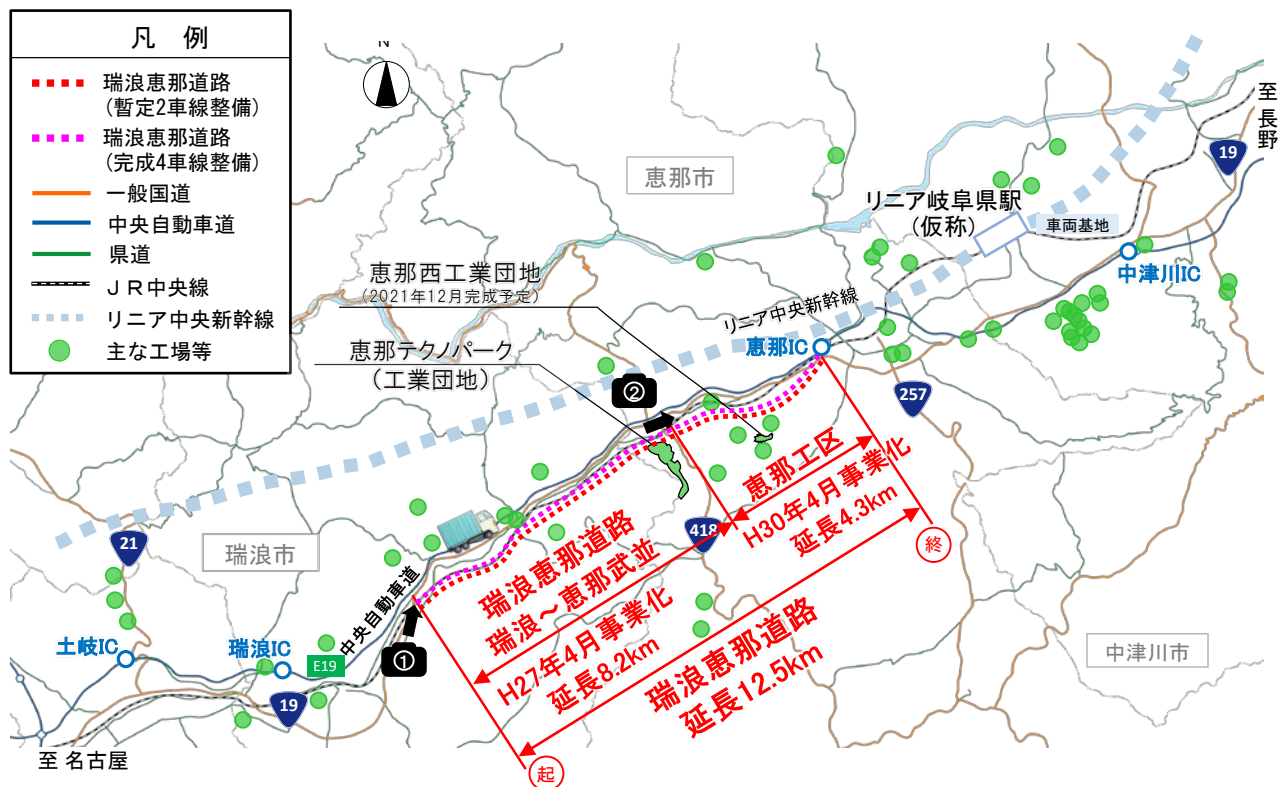 凡 例
瑞浪恵那道路
(暫定2車線整備)
瑞浪恵那道路
(完成4車線整備)
一般国道
中央自動車道
県道
ＪＲ中央線
リニア中央新幹線
主な工場等
N
至 長野
19
恵那市
リニア岐阜県駅
(仮称)
車両基地
中津川IC
恵那西工業団地
(2021年12月完成予定)
リニア中央新幹線
恵那テクノパーク
(工業団地)
恵那IC
②
257
恵那工区
H30年4月事業化
延長4.3km
418
終
21
瑞浪市
中央自動車道
瑞浪恵那道路
瑞浪～恵那武並
H27年4月事業化
延長8.2km
瑞浪恵那道路
延長12.5km
中津川市
土岐IC
瑞浪IC
E19
①
19
至 名古屋
起